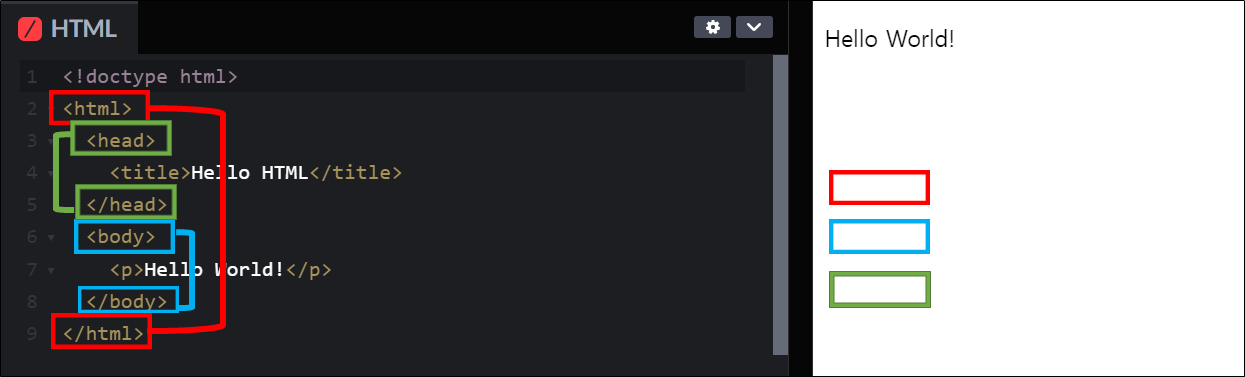 HTML
1 <!doctype html>
2 <html>
3 <head>
4 <title>Hello HTML</title>
5 </head>
6 <body>
7 <p>Hello World!</p>
8 </body>
9 </html>
Hello World!